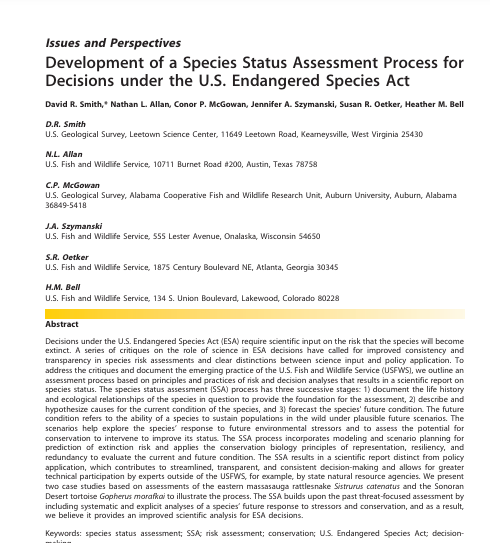 Issues and Perspectives
Development of a Species Status Assessment Process for
Decisions under the U.S. Endangered Species Act
David R. Smith,* Nathan L. Allan, Conor P. McGowan, Jennifer A. Szymanski, Susan R. Oetker, Heather M. Bell
D.R. Smith
U.S. Geological Survey, Leetown Science Center, 11649 Leetown Road, Kearneysville, West Virginia 25430
N.L. Allan
U.S. Fish and Wildlife Service, 10711 Burnet Road #200, Austin, Texas 78758
C.P. McGowan
U.S. Geological Survey, Alabama Cooperative Fish and Wildlife Research Unit, Auburn University, Auburn, Alabama
36849-5418
J.A. Szymanski
U.S. Fish and Wildlife Service, 555 Lester Avenue, Onalaska, Wisconsin 54650
S.R. Oetker
U.S. Fish and Wildlife Service, 1875 Century Boulevard NE, Atlanta, Georgia 30345
H.M. Bell
U.S. Fish and Wildlife Service, 134 S. Union Boulevard, Lakewood, Colorado 80228
Abstract
Decisions under the U.S. Endangered Species Act (ESA) require scientific input on the risk that the species will become
extinct. A series of critiques on the role of science in ESA decisions have called for improved consistency and
transparency in species risk assessments and clear distinctions between science input and policy application. To
address the critiques and document the emerging practice of the U.S. Fish and Wildlife Service (USFWS), we outline an
assessment process based on principles and practices of risk and decision analyses that results in a scientific report on
species status. The species status assessment (SSA) process has three successive stages: 1) document the life history
and ecological relationships of the species in question to provide the foundation for the assessment, 2) describe and
hypothesize causes for the current condition of the species, and 3) forecast the species' future condition. The future
condition refers to the ability of a species to sustain populations in the wild under plausible future scenarios. The
scenarios help explore the species' response to future environmental stressors and to assess the potential for
conservation to intervene to improve its status. The SSA process incorporates modeling and scenario planning for
prediction of extinction risk and applies the conservation biology principles of representation, resiliency, and
redundancy to evaluate the current and future condition. The SSA results in a scientific report distinct from policy
application, which contributes to streamlined, transparent, and consistent decision-making and allows for greater
technical participation by experts outside of the USFWS, for example, by state natural resource agencies. We present
two case studies based on assessments of the eastern massasauga rattlesnake Sistrurus catenatus and the Sonoran
Desert tortoise Gopherus morafkai to illustrate the process. The SSA builds upon the past threat-focused assessment by
including systematic and explicit analyses of a species' future response to stressors and conservation, and as a result,
we believe it provides an improved scientific analysis for ESA decisions.
Keywords: species status assessment; SSA; risk assessment; conservation; U.S. Endangered Species Act; decision-